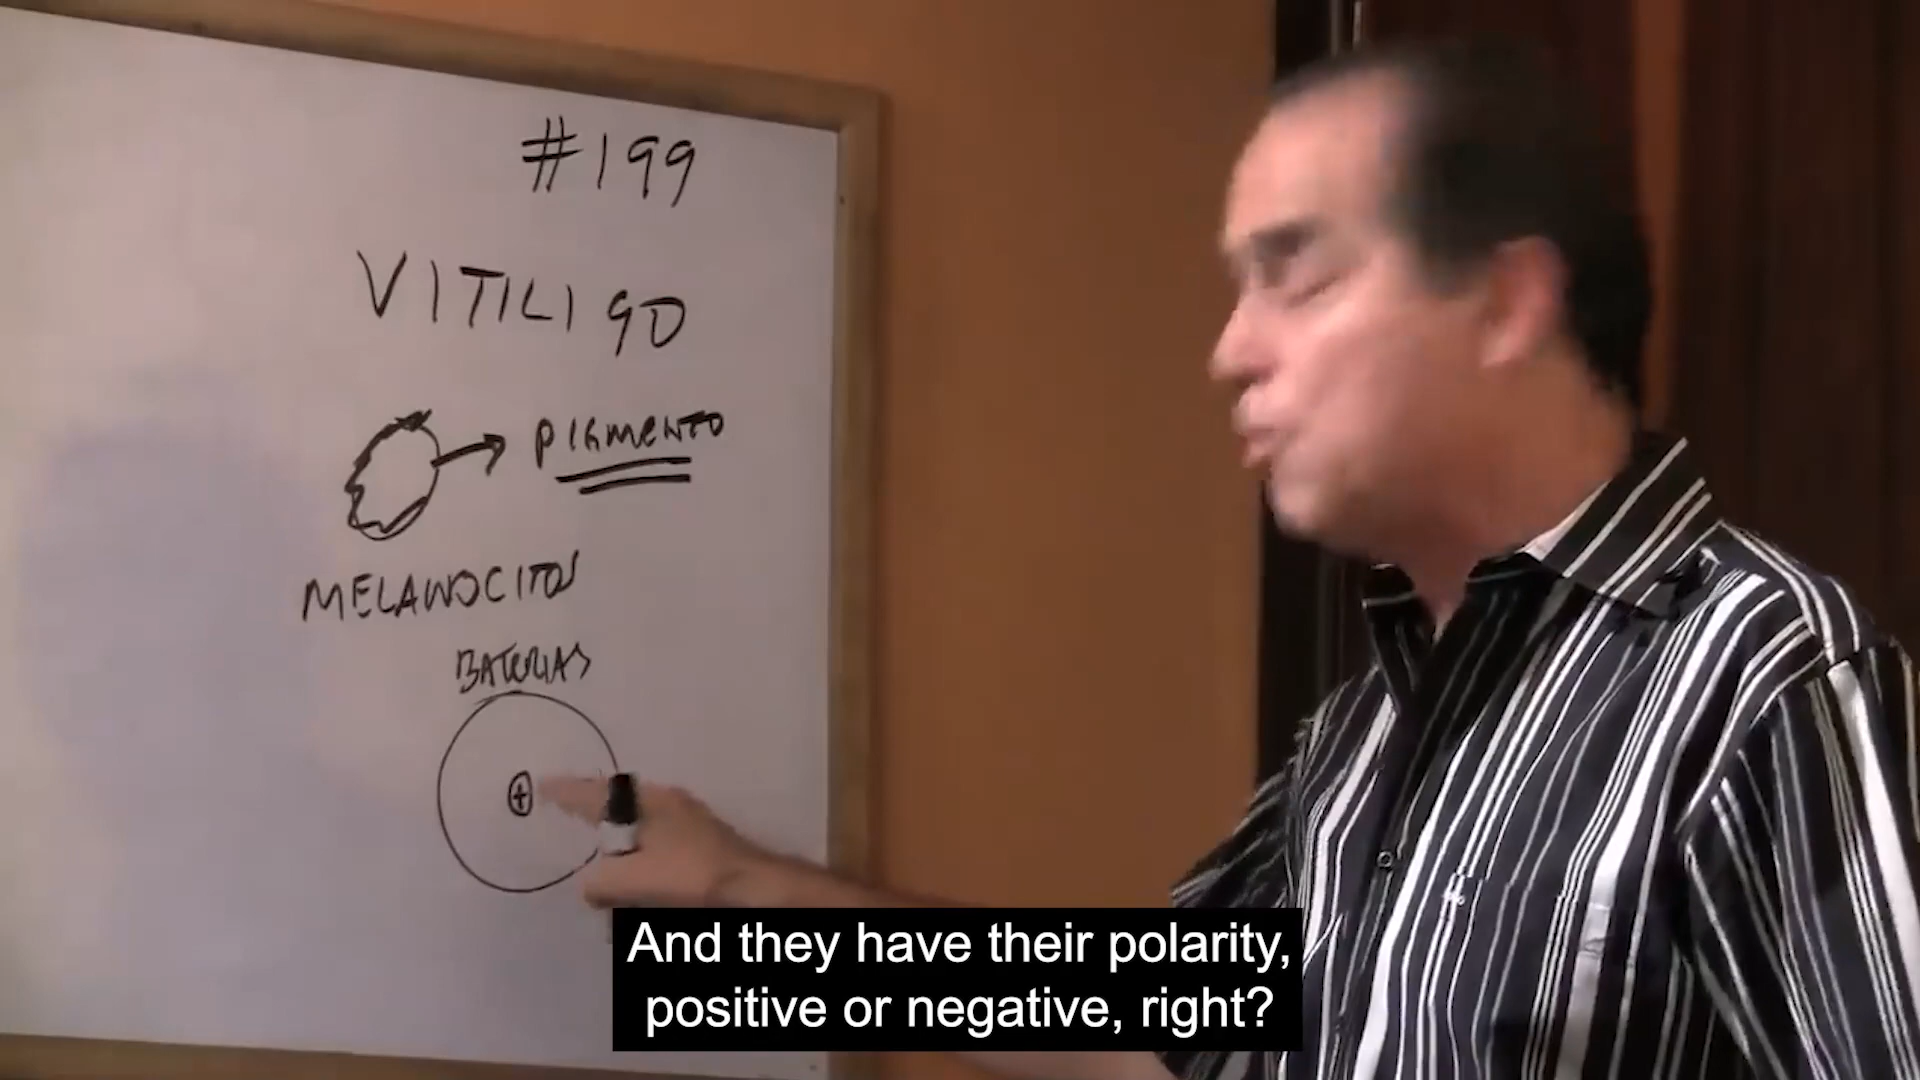 #199
VITILIGO
PIGMENTO
MELANOCITOS
BATERIAS
+
And they have their polarity,
positive or negative, right?